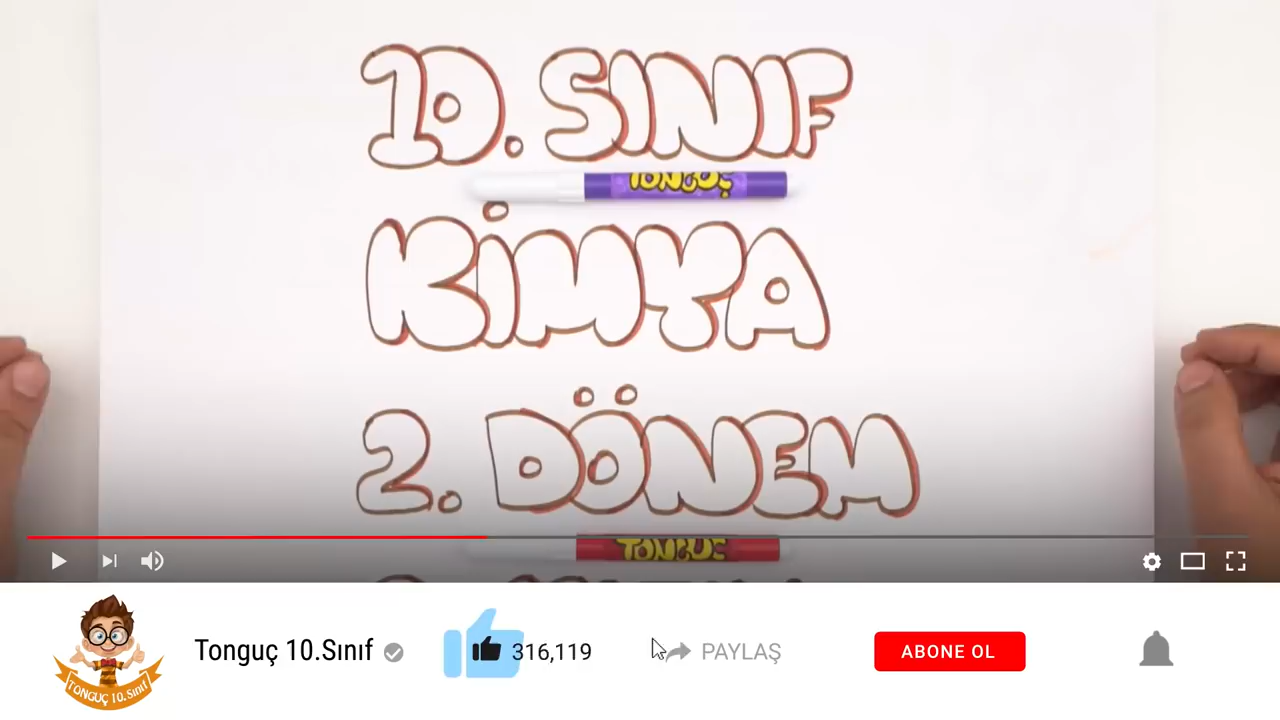 10. SINIF
TONGUÇ
KİMYA
2. DÖNEM
TONGUÇ
Tonguç 10.Sınıf
316,119
PAYLAŞ
ABONE OL
TONGUÇ 10.Sınıf